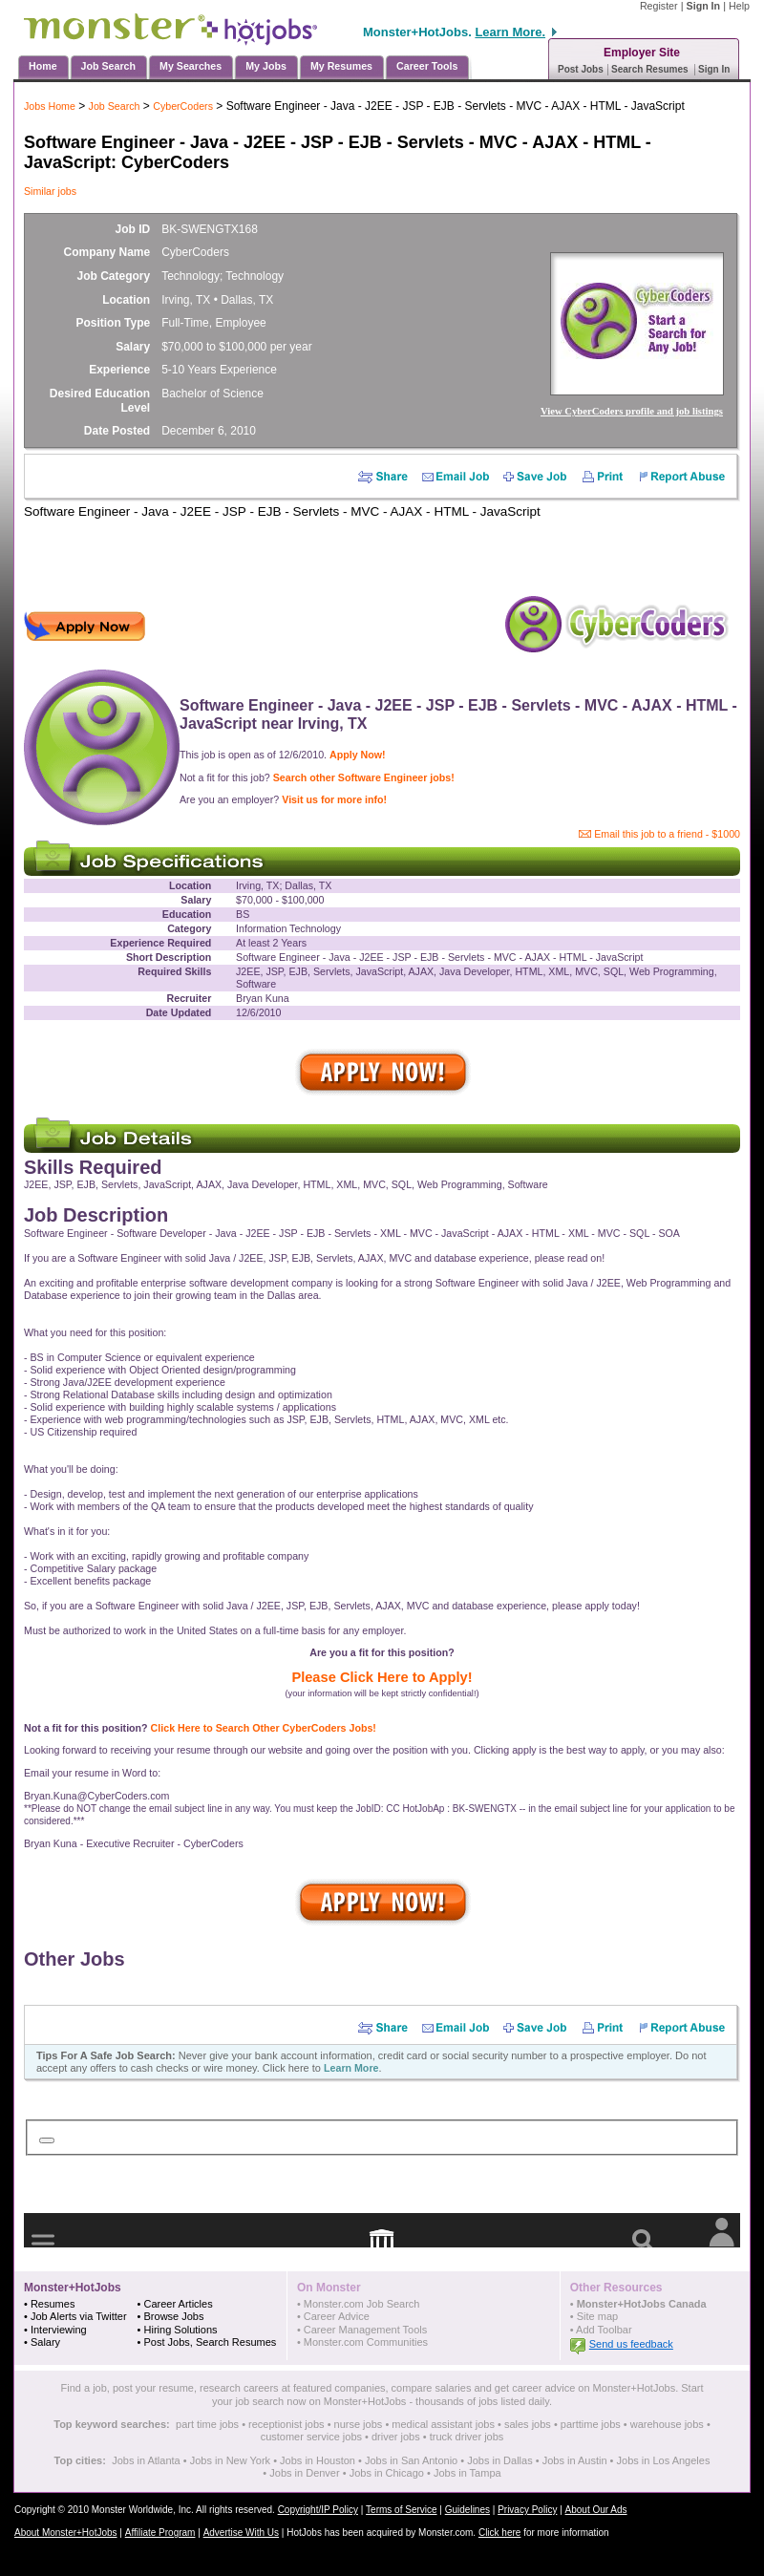 Register | Sign In | Help
monster + hotjobs
Monster+HotJobs. Learn More.
Employer Site
Post Jobs | Search Resumes | Sign In
Home Job Search My Searches My Jobs My Resumes Career Tools
Jobs Home > Job Search > CyberCoders > Software Engineer - Java - J2EE - JSP - EJB - Servlets - MVC - AJAX - HTML - JavaScript
Software Engineer - Java - J2EE - JSP - EJB - Servlets - MVC - AJAX - HTML -
JavaScript: CyberCoders
Similar jobs
Job ID BK-SWENGTX168
Company Name CyberCoders
Job Category Technology; Technology
Location Irving, TX • Dallas, TX
Position Type Full-Time, Employee
Salary $70,000 to $100,000 per year
Experience 5-10 Years Experience
Desired Education Bachelor of Science
Level
Date Posted December 6, 2010
CyberCoders
Start a
Search for
Any Job!
View CyberCoders profile and job listings
Share Email Job Save Job Print Report Abuse
Software Engineer - Java - J2EE - JSP - EJB - Servlets - MVC - AJAX - HTML - JavaScript
Apply Now
CyberCoders
Software Engineer - Java - J2EE - JSP - EJB - Servlets - MVC - AJAX - HTML -
JavaScript near Irving, TX
This job is open as of 12/6/2010. Apply Now!
Not a fit for this job? Search other Software Engineer jobs!
Are you an employer? Visit us for more info!
Email this job to a friend - $1000
Job Specifications
Location Irving, TX; Dallas, TX
Salary $70,000 - $100,000
Education BS
Category Information Technology
Experience Required At least 2 Years
Short Description Software Engineer - Java - J2EE - JSP - EJB - Servlets - MVC - AJAX - HTML - JavaScript
Required Skills J2EE, JSP, EJB, Servlets, JavaScript, AJAX, Java Developer, HTML, XML, MVC, SQL, Web Programming,
Software
Recruiter Bryan Kuna
Date Updated 12/6/2010
APPLY NOW!
Job Details
Skills Required
J2EE, JSP, EJB, Servlets, JavaScript, AJAX, Java Developer, HTML, XML, MVC, SQL, Web Programming, Software
Job Description
Software Engineer - Software Developer - Java - J2EE - JSP - EJB - Servlets - XML - MVC - JavaScript - AJAX - HTML - XML - MVC - SQL - SOA
If you are a Software Engineer with solid Java / J2EE, JSP, EJB, Servlets, AJAX, MVC and database experience, please read on!
An exciting and profitable enterprise software development company is looking for a strong Software Engineer with solid Java / J2EE, Web Programming and
Database experience to join their growing team in the Dallas area.
What you need for this position:
- BS in Computer Science or equivalent experience
- Solid experience with Object Oriented design/programming
- Strong Java/J2EE development experience
- Strong Relational Database skills including design and optimization
- Solid experience with building highly scalable systems / applications
- Experience with web programming/technologies such as JSP, EJB, Servlets, HTML, AJAX, MVC, XML etc.
- US Citizenship required
What you'll be doing:
- Design, develop, test and implement the next generation of our enterprise applications
- Work with members of the QA team to ensure that the products developed meet the highest standards of quality
What's in it for you:
- Work with an exciting, rapidly growing and profitable company
- Competitive Salary package
- Excellent benefits package
So, if you are a Software Engineer with solid Java / J2EE, JSP, EJB, Servlets, AJAX, MVC and database experience, please apply today!
Must be authorized to work in the United States on a full-time basis for any employer.
Are you a fit for this position?
Please Click Here to Apply!
(your information will be kept strictly confidential!)
Not a fit for this position? Click Here to Search Other CyberCoders Jobs!
Looking forward to receiving your resume through our website and going over the position with you. Clicking apply is the best way to apply, or you may also:
Email your resume in Word to:
Bryan.Kuna@CyberCoders.com
**Please do NOT change the email subject line in any way. You must keep the JobID: CC HotJobAp : BK-SWENGTX -- in the email subject line for your application to be
considered.***
Bryan Kuna - Executive Recruiter - CyberCoders
APPLY NOW!
Other Jobs
Share Email Job Save Job Print Report Abuse
Tips For A Safe Job Search: Never give your bank account information, credit card or social security number to a prospective employer. Do not
accept any offers to cash checks or wire money. Click here to Learn More.
Monster+HotJobs On Monster Other Resources
• Resumes • Career Articles • Monster.com Job Search • Monster+HotJobs Canada
• Job Alerts via Twitter • Browse Jobs • Career Advice • Site map
• Interviewing • Hiring Solutions • Career Management Tools • Add Toolbar
• Salary • Post Jobs, Search Resumes • Monster.com Communities Send us feedback
Find a job, post your resume, research careers at featured companies, compare salaries and get career advice on Monster+HotJobs. Start
your job search now on Monster+HotJobs - thousands of jobs listed daily.
Top keyword searches: part time jobs • receptionist jobs • nurse jobs • medical assistant jobs • sales jobs • parttime jobs • warehouse jobs •
customer service jobs • driver jobs • truck driver jobs
Top cities: Jobs in Atlanta • Jobs in New York • Jobs in Houston • Jobs in San Antonio • Jobs in Dallas • Jobs in Austin • Jobs in Los Angeles
• Jobs in Denver • Jobs in Chicago • Jobs in Tampa
Copyright © 2010 Monster Worldwide, Inc. All rights reserved. Copyright/IP Policy | Terms of Service | Guidelines | Privacy Policy | About Our Ads
About Monster+HotJobs | Affiliate Program | Advertise With Us | HotJobs has been acquired by Monster.com. Click here for more information